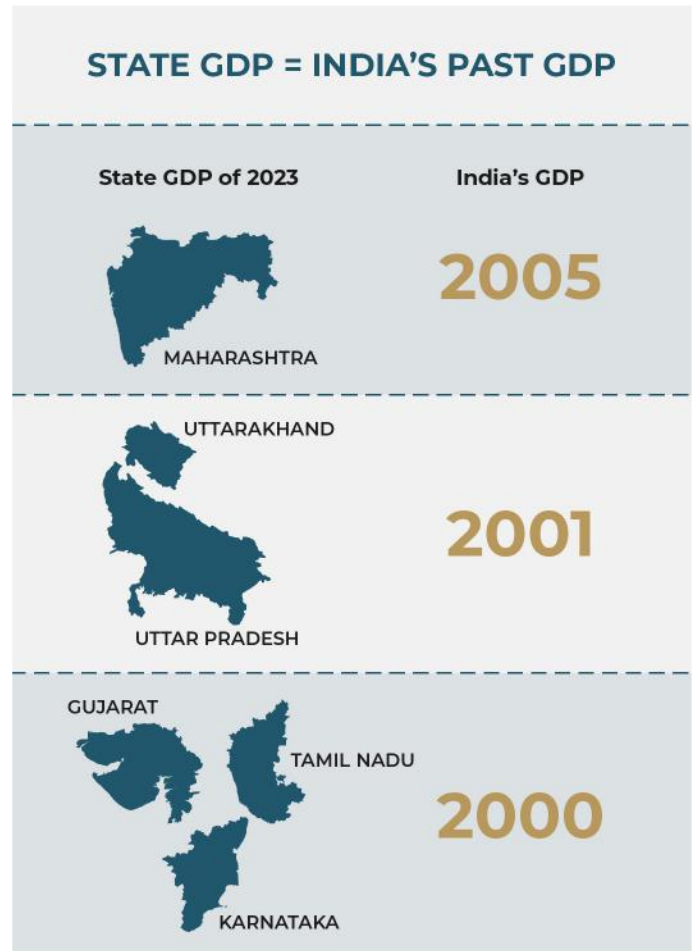 STATE GDP = INDIA'S PAST GDP
State GDP of 2023
India's GDP
MAHARASHTRA
2005
UTTARAKHAND
UTTAR PRADESH
2001
GUJARAT
TAMIL NADU
KARNATAKA
2000